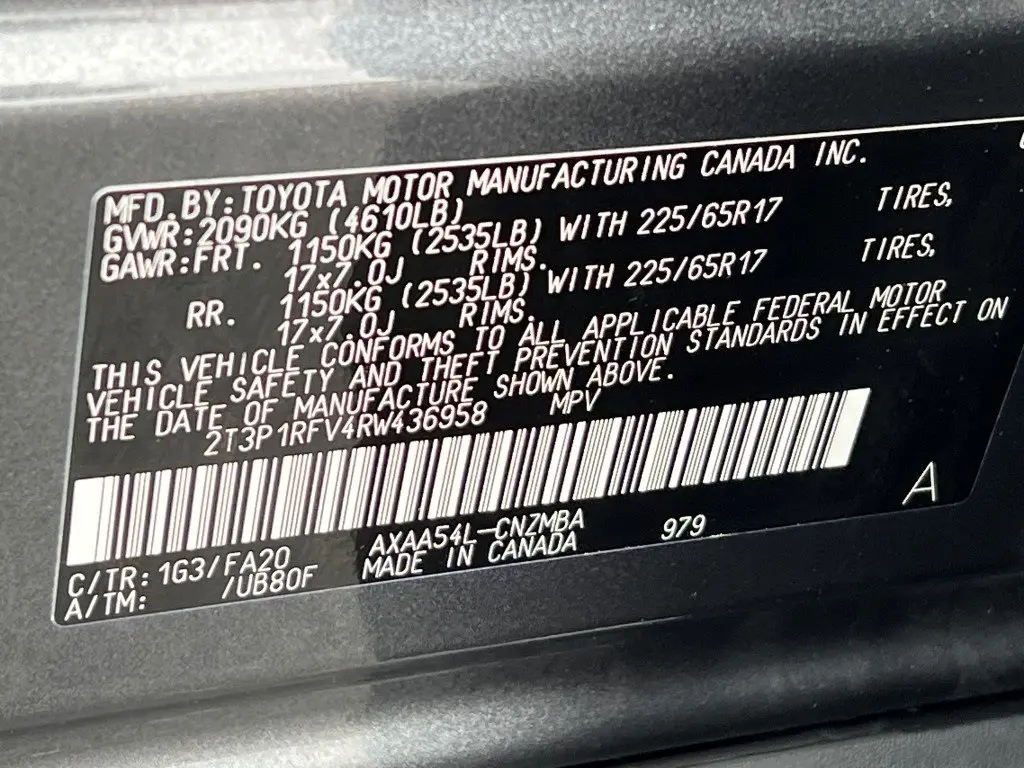 MFD.BY:TOYOTA MOTOR MANUFACTURING CANADA INC.
GVWR:2090KG (4610LB)
GAWR:FRT. 1150KG (2535LB) WITH 225/65R17 TIRES,
17x7.0J RIMS.
RR. 1150KG (2535LB) WITH 225/65R17 TIRES,
17x7.0J RIMS.
THIS VEHICLE CONFORMS TO ALL APPLICABLE FEDERAL MOTOR
VEHICLE SAFETY AND THEFT PREVENTION STANDARDS IN EFFECT ON
THE DATE OF MANUFACTURE SHOWN ABOVE.
2T3P1RFV4RW436958 MPV
A
C/TR:1G3/FA20 AXAA54L-CNZMBA 979
A/TM: /UB80F MADE IN CANADA